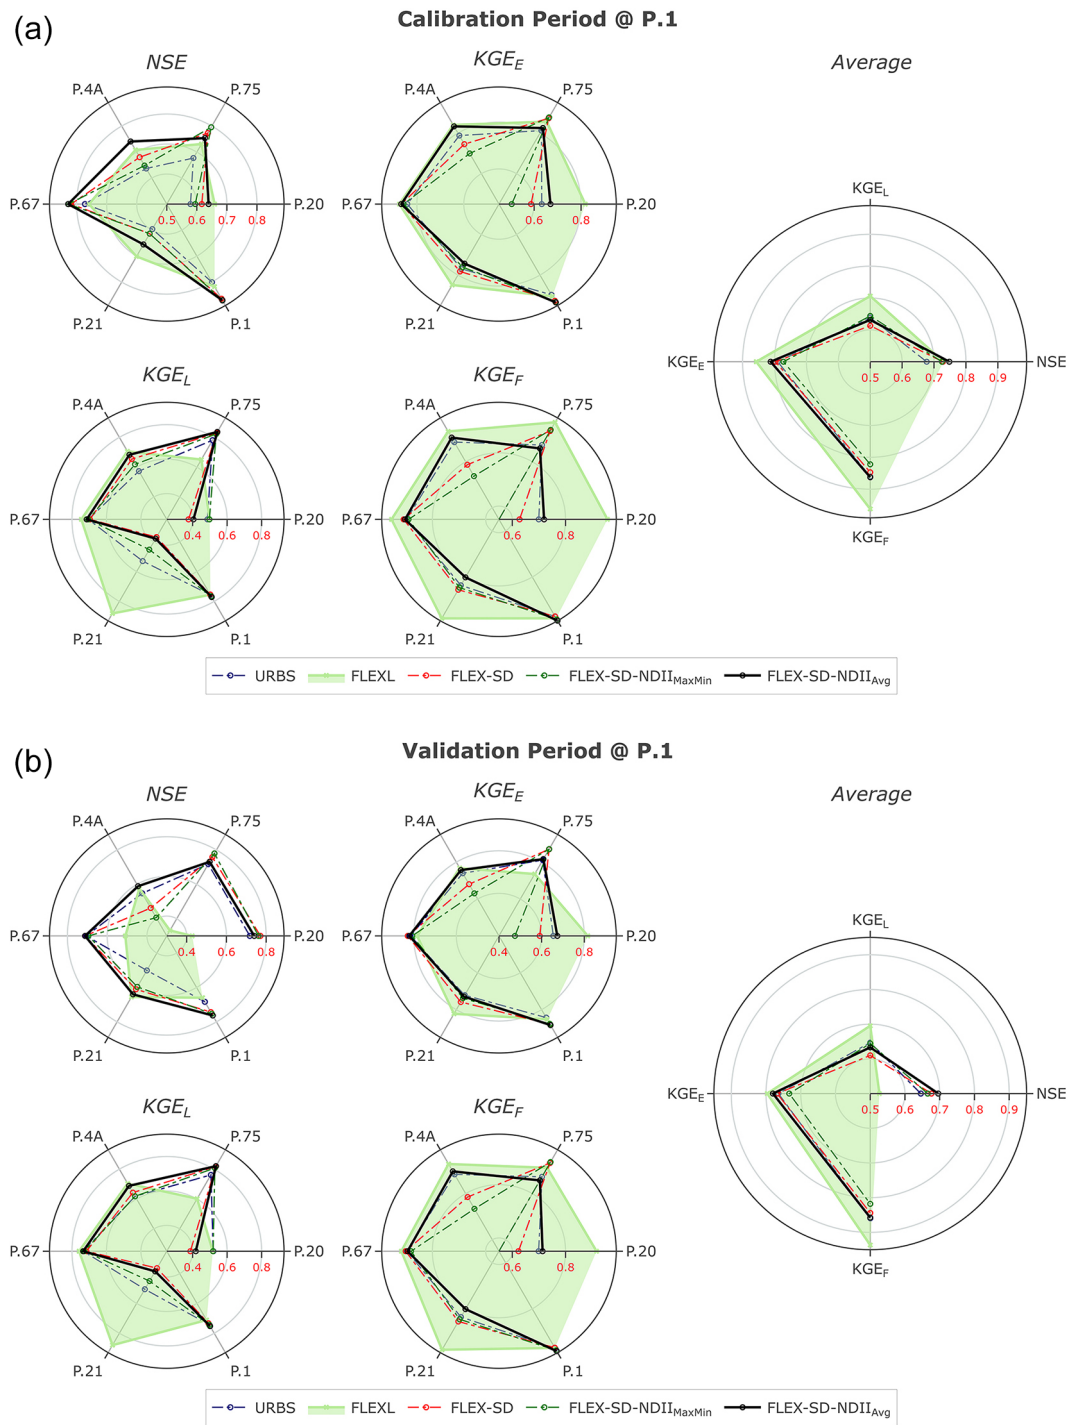 (a)
Calibration Period @ P.1
NSE
KGE_E
Average
P.4A
P.75
P.67
0.5 0.6 0.7 0.8
P.20
P.21
P.1
P.4A
P.75
P.67
0.6 0.8
P.20
P.21
P.1
KGE_L
KGE_E
0.5 0.6 0.7 0.8 0.9
NSE
KGE_F
KGE_L
KGE_F
P.4A
P.75
P.67
0.4 0.6 0.8
P.20
P.21
P.1
P.4A
P.75
P.67
0.6 0.8
P.20
P.21
P.1
URBS FLEXL FLEX-SD FLEX-SD-NDII_MaxMin FLEX-SD-NDII_Avg
(b)
Validation Period @ P.1
NSE
KGE_E
Average
P.4A
P.75
P.67
0.4 0.6 0.8
P.20
P.21
P.1
P.4A
P.75
P.67
0.4 0.6 0.8
P.20
P.21
P.1
KGE_L
KGE_E
0.5 0.6 0.7 0.8 0.9
NSE
KGE_F
KGE_L
KGE_F
P.4A
P.75
P.67
0.4 0.6 0.8
P.20
P.21
P.1
P.4A
P.75
P.67
0.6 0.8
P.20
P.21
P.1
URBS FLEXL FLEX-SD FLEX-SD-NDII_MaxMin FLEX-SD-NDII_Avg